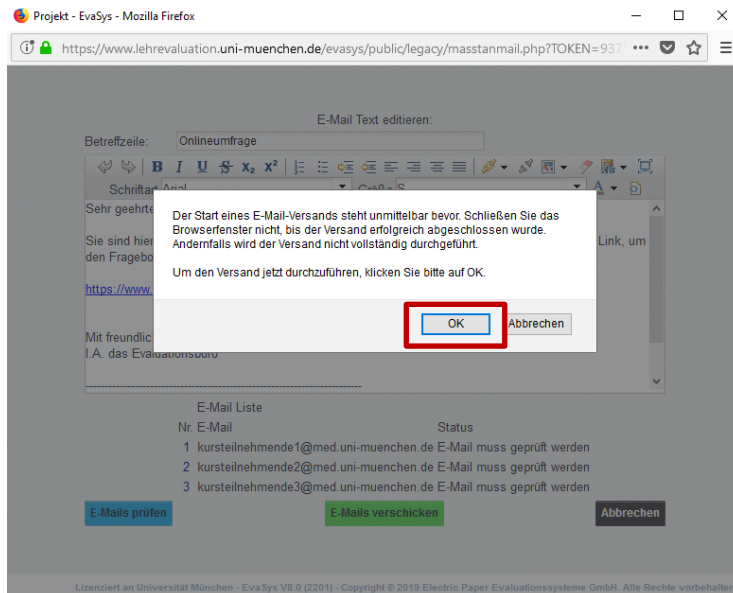 Projekt - EvaSys - Mozilla Firefox
https://www.lehrevaluation.uni-muenchen.de/evasys/public/legacy/masstanmail.php?TOKEN=937
E-Mail Text editieren:
Betreffzeile: Onlineumfrage
Schriftart Arial Größe S
Sehr geehrte
Sie sind hier Link, um
den Fragebo
https://www.
Mit freundlic
I.A. das Evaluationsbüro
Der Start eines E-Mail-Versands steht unmittelbar bevor. Schließen Sie das
Browserfenster nicht, bis der Versand erfolgreich abgeschlossen wurde.
Andernfalls wird der Versand nicht vollständig durchgeführt.
Um den Versand jetzt durchzuführen, klicken Sie bitte auf OK.
OK Abbrechen
E-Mail Liste
Nr. E-Mail Status
1 kursteilnehmende1@med.uni-muenchen.de E-Mail muss geprüft werden
2 kursteilnehmende2@med.uni-muenchen.de E-Mail muss geprüft werden
3 kursteilnehmende3@med.uni-muenchen.de E-Mail muss geprüft werden
E-Mails prüfen E-Mails verschicken Abbrechen
Lizenziert an Universität München - EvaSys V8.0 (2201) - Copyright © 2019 Electric Paper Evaluationssysteme GmbH. Alle Rechte vorbehalten